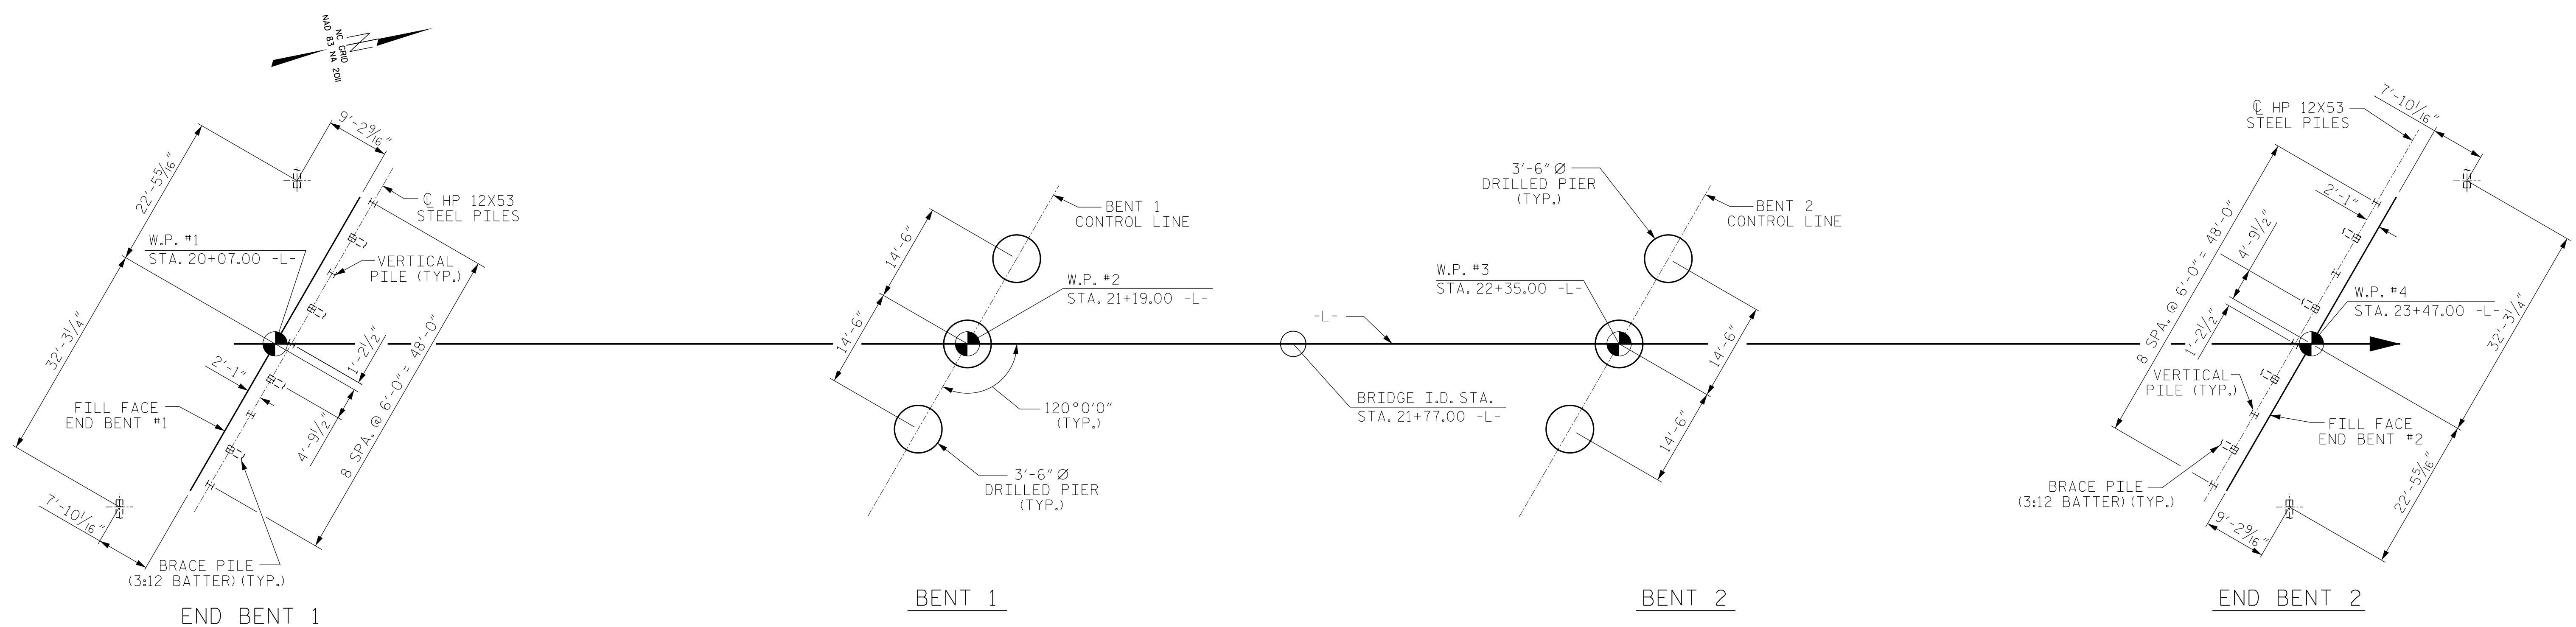 NC GRID
NAD 83 NA 2011
9'-2 9/16"
22'-5 5/16"
℄ HP 12X53
STEEL PILES
W.P. #1
STA. 20+07.00 -L-
VERTICAL
PILE (TYP.)
32'-3 1/4"
2'-1"
1'-2 1/2"
4'-9 1/2"
8 SPA. @ 6'-0" = 48'-0"
FILL FACE
END BENT #1
7'-10 1/16"
BRACE PILE
(3:12 BATTER) (TYP.)
END BENT 1
BENT 1
CONTROL LINE
14'-6"
14'-6"
W.P. #2
STA. 21+19.00 -L-
120°0'0"
(TYP.)
3'-6" Ø
DRILLED PIER
(TYP.)
BENT 1
-L-
BRIDGE I.D. STA.
STA. 21+77.00 -L-
3'-6" Ø
DRILLED PIER
(TYP.)
BENT 2
CONTROL LINE
W.P. #3
STA. 22+35.00 -L-
14'-6"
14'-6"
BENT 2
7'-10 1/16"
℄ HP 12X53
STEEL PILES
2'-1"
4'-9 1/2"
8 SPA. @ 6'-0" = 48'-0"
1'-2 1/2"
W.P. #4
STA. 23+47.00 -L-
32'-3 1/4"
VERTICAL
PILE (TYP.)
FILL FACE
END BENT #2
BRACE PILE
(3:12 BATTER) (TYP.)
22'-5 5/16"
9'-2 9/16"
END BENT 2